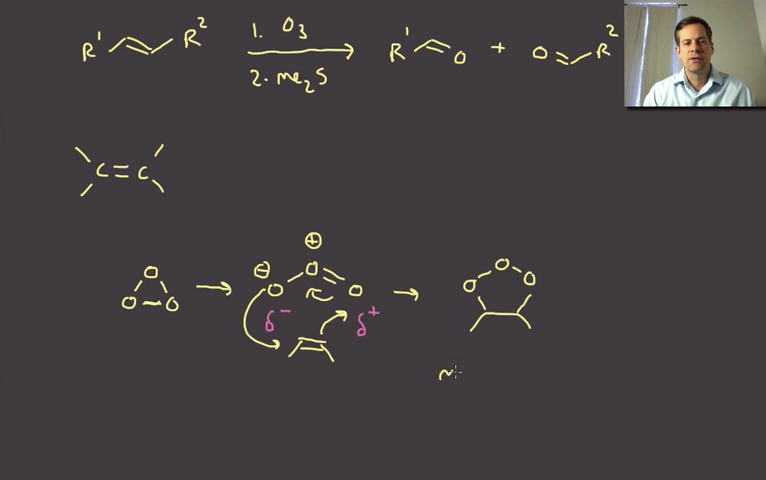 R¹ R² 1. O₃ R¹ O + O R²
2. Me₂S
C = C
⊕
O ⊖ O O
O O O O O O
δ⁻ δ⁺
m